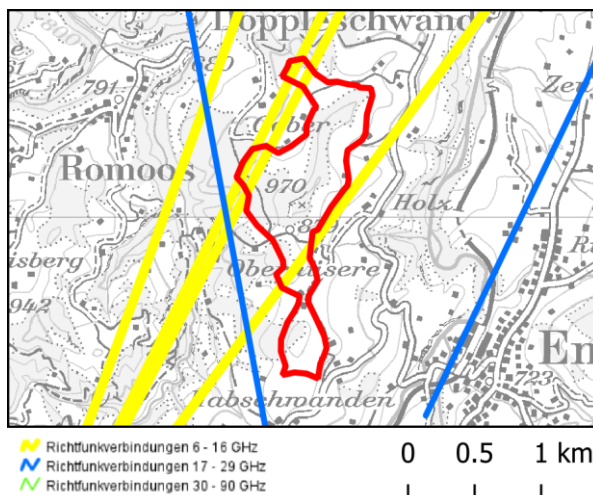 Doppleschwand
791
Romoos
970
Holz
isberg
942
723
Richtfunkverbindungen 6 - 16 GHz
Richtfunkverbindungen 17 - 29 GHz
Richtfunkverbindungen 30 - 90 GHz
0 0.5 1 km